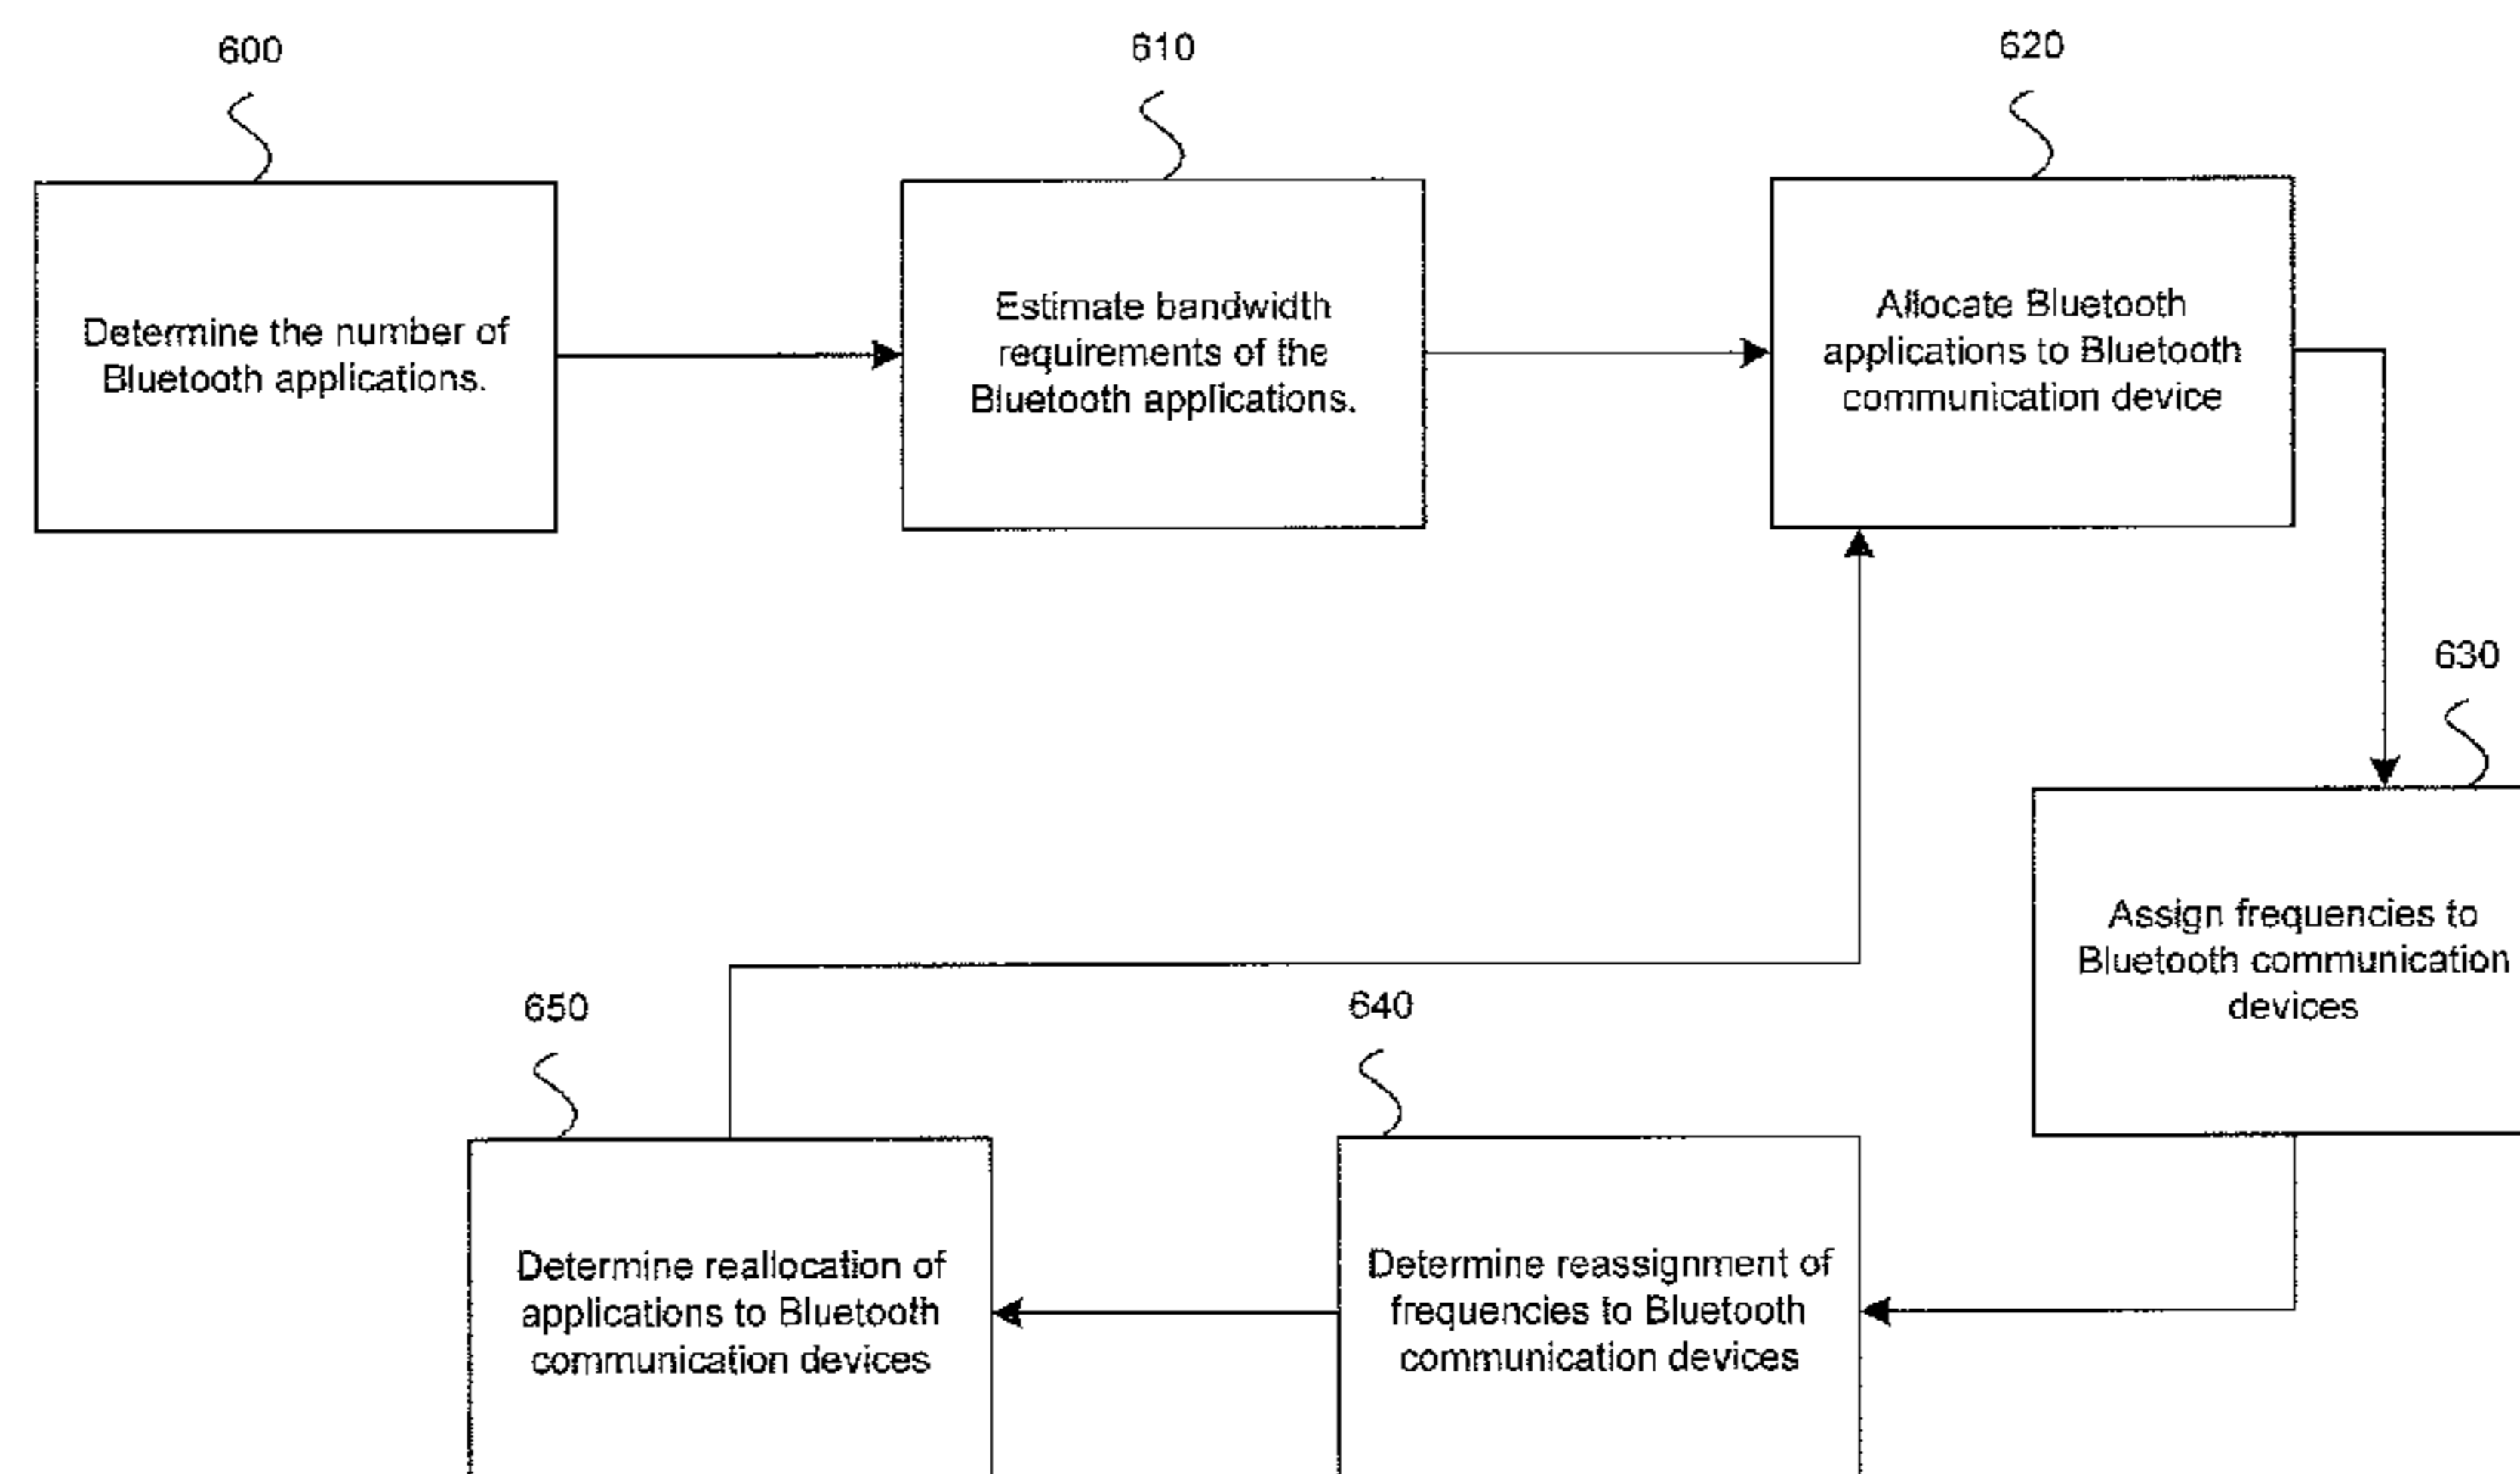 600
610
620
Determine the number of
Bluetooth applications.
Estimate bandwidth
requirements of the
Bluetooth applications.
Allocate Bluetooth
applications to Bluetooth
communication device
630
Assign frequencies to
Bluetooth communication
devices
640
Determine reassignment of
frequencies to Bluetooth
communication devices
650
Determine reallocation of
applications to Bluetooth
communication devices